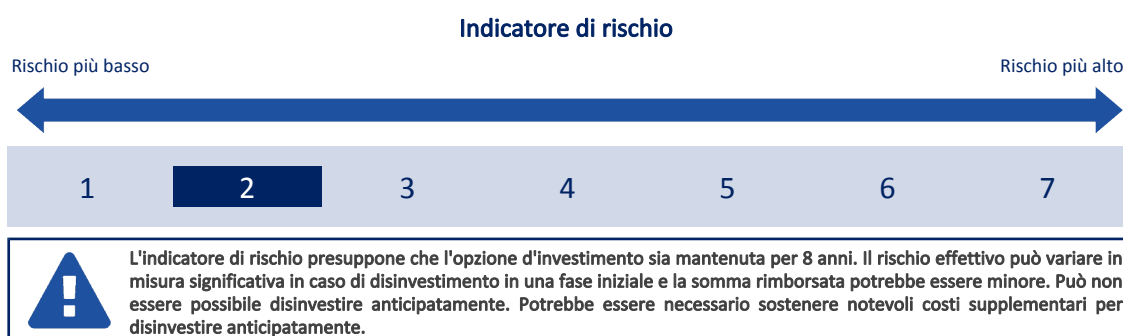 Indicatore di rischio
Rischio più basso Rischio più alto
1 2 3 4 5 6 7
L'indicatore di rischio presuppone che l'opzione d'investimento sia mantenuta per 8 anni. Il rischio effettivo può variare in
misura significativa in caso di disinvestimento in una fase iniziale e la somma rimborsata potrebbe essere minore. Può non
essere possibile disinvestire anticipatamente. Potrebbe essere necessario sostenere notevoli costi supplementari per
disinvestire anticipatamente.